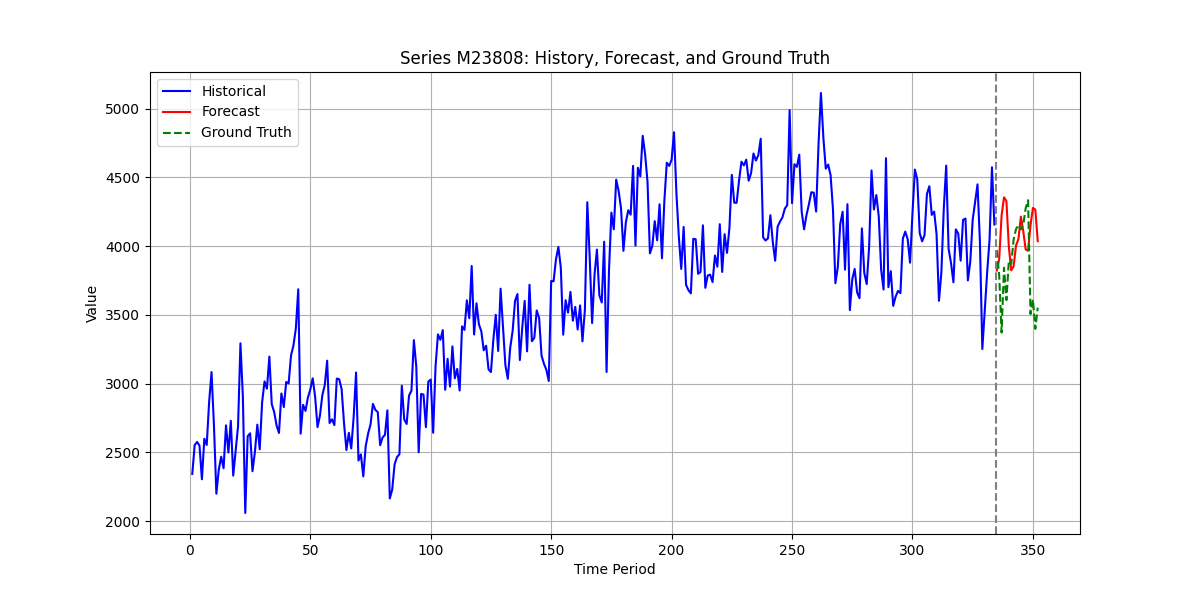 Series M23808: History, Forecast, and Ground Truth
Historical
Forecast
Ground Truth
Value
5000
4500
4000
3500
3000
2500
2000
0 50 100 150 200 250 300 350
Time Period